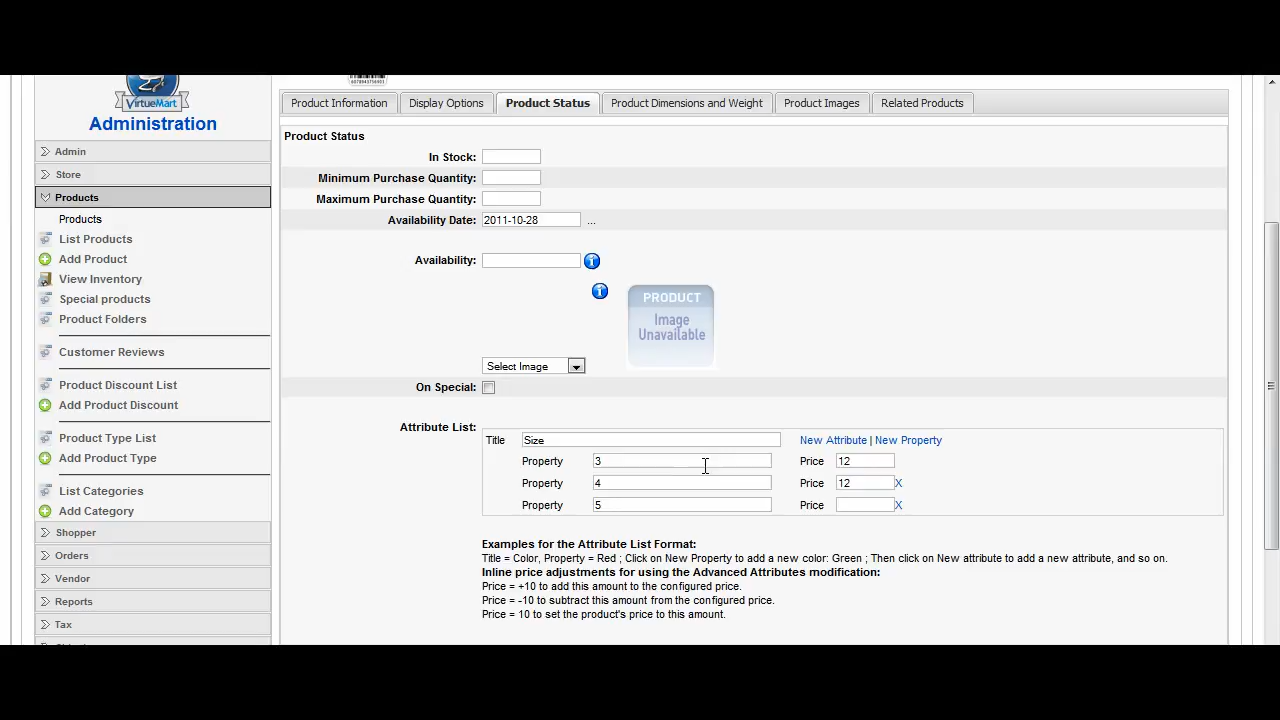 VirtueMart
Administration
Admin
Store
Products
Products
List Products
Add Product
View Inventory
Special products
Product Folders
Customer Reviews
Product Discount List
Add Product Discount
Product Type List
Add Product Type
List Categories
Add Category
Shopper
Orders
Vendor
Reports
Tax
Product Information Display Options Product Status Product Dimensions and Weight Product Images Related Products
Product Status
In Stock:
Minimum Purchase Quantity:
Maximum Purchase Quantity:
Availability Date: 2011-10-28 ...
Availability:
PRODUCT
Image
Unavailable
Select Image
On Special:
Attribute List:
Title Size New Attribute | New Property
Property 3 Price 12
Property 4 Price 12 X
Property 5 Price X
Examples for the Attribute List Format:
Title = Color, Property = Red ; Click on New Property to add a new color: Green ; Then click on New attribute to add a new attribute, and so on.
Inline price adjustments for using the Advanced Attributes modification:
Price = +10 to add this amount to the configured price.
Price = -10 to subtract this amount from the configured price.
Price = 10 to set the product's price to this amount.